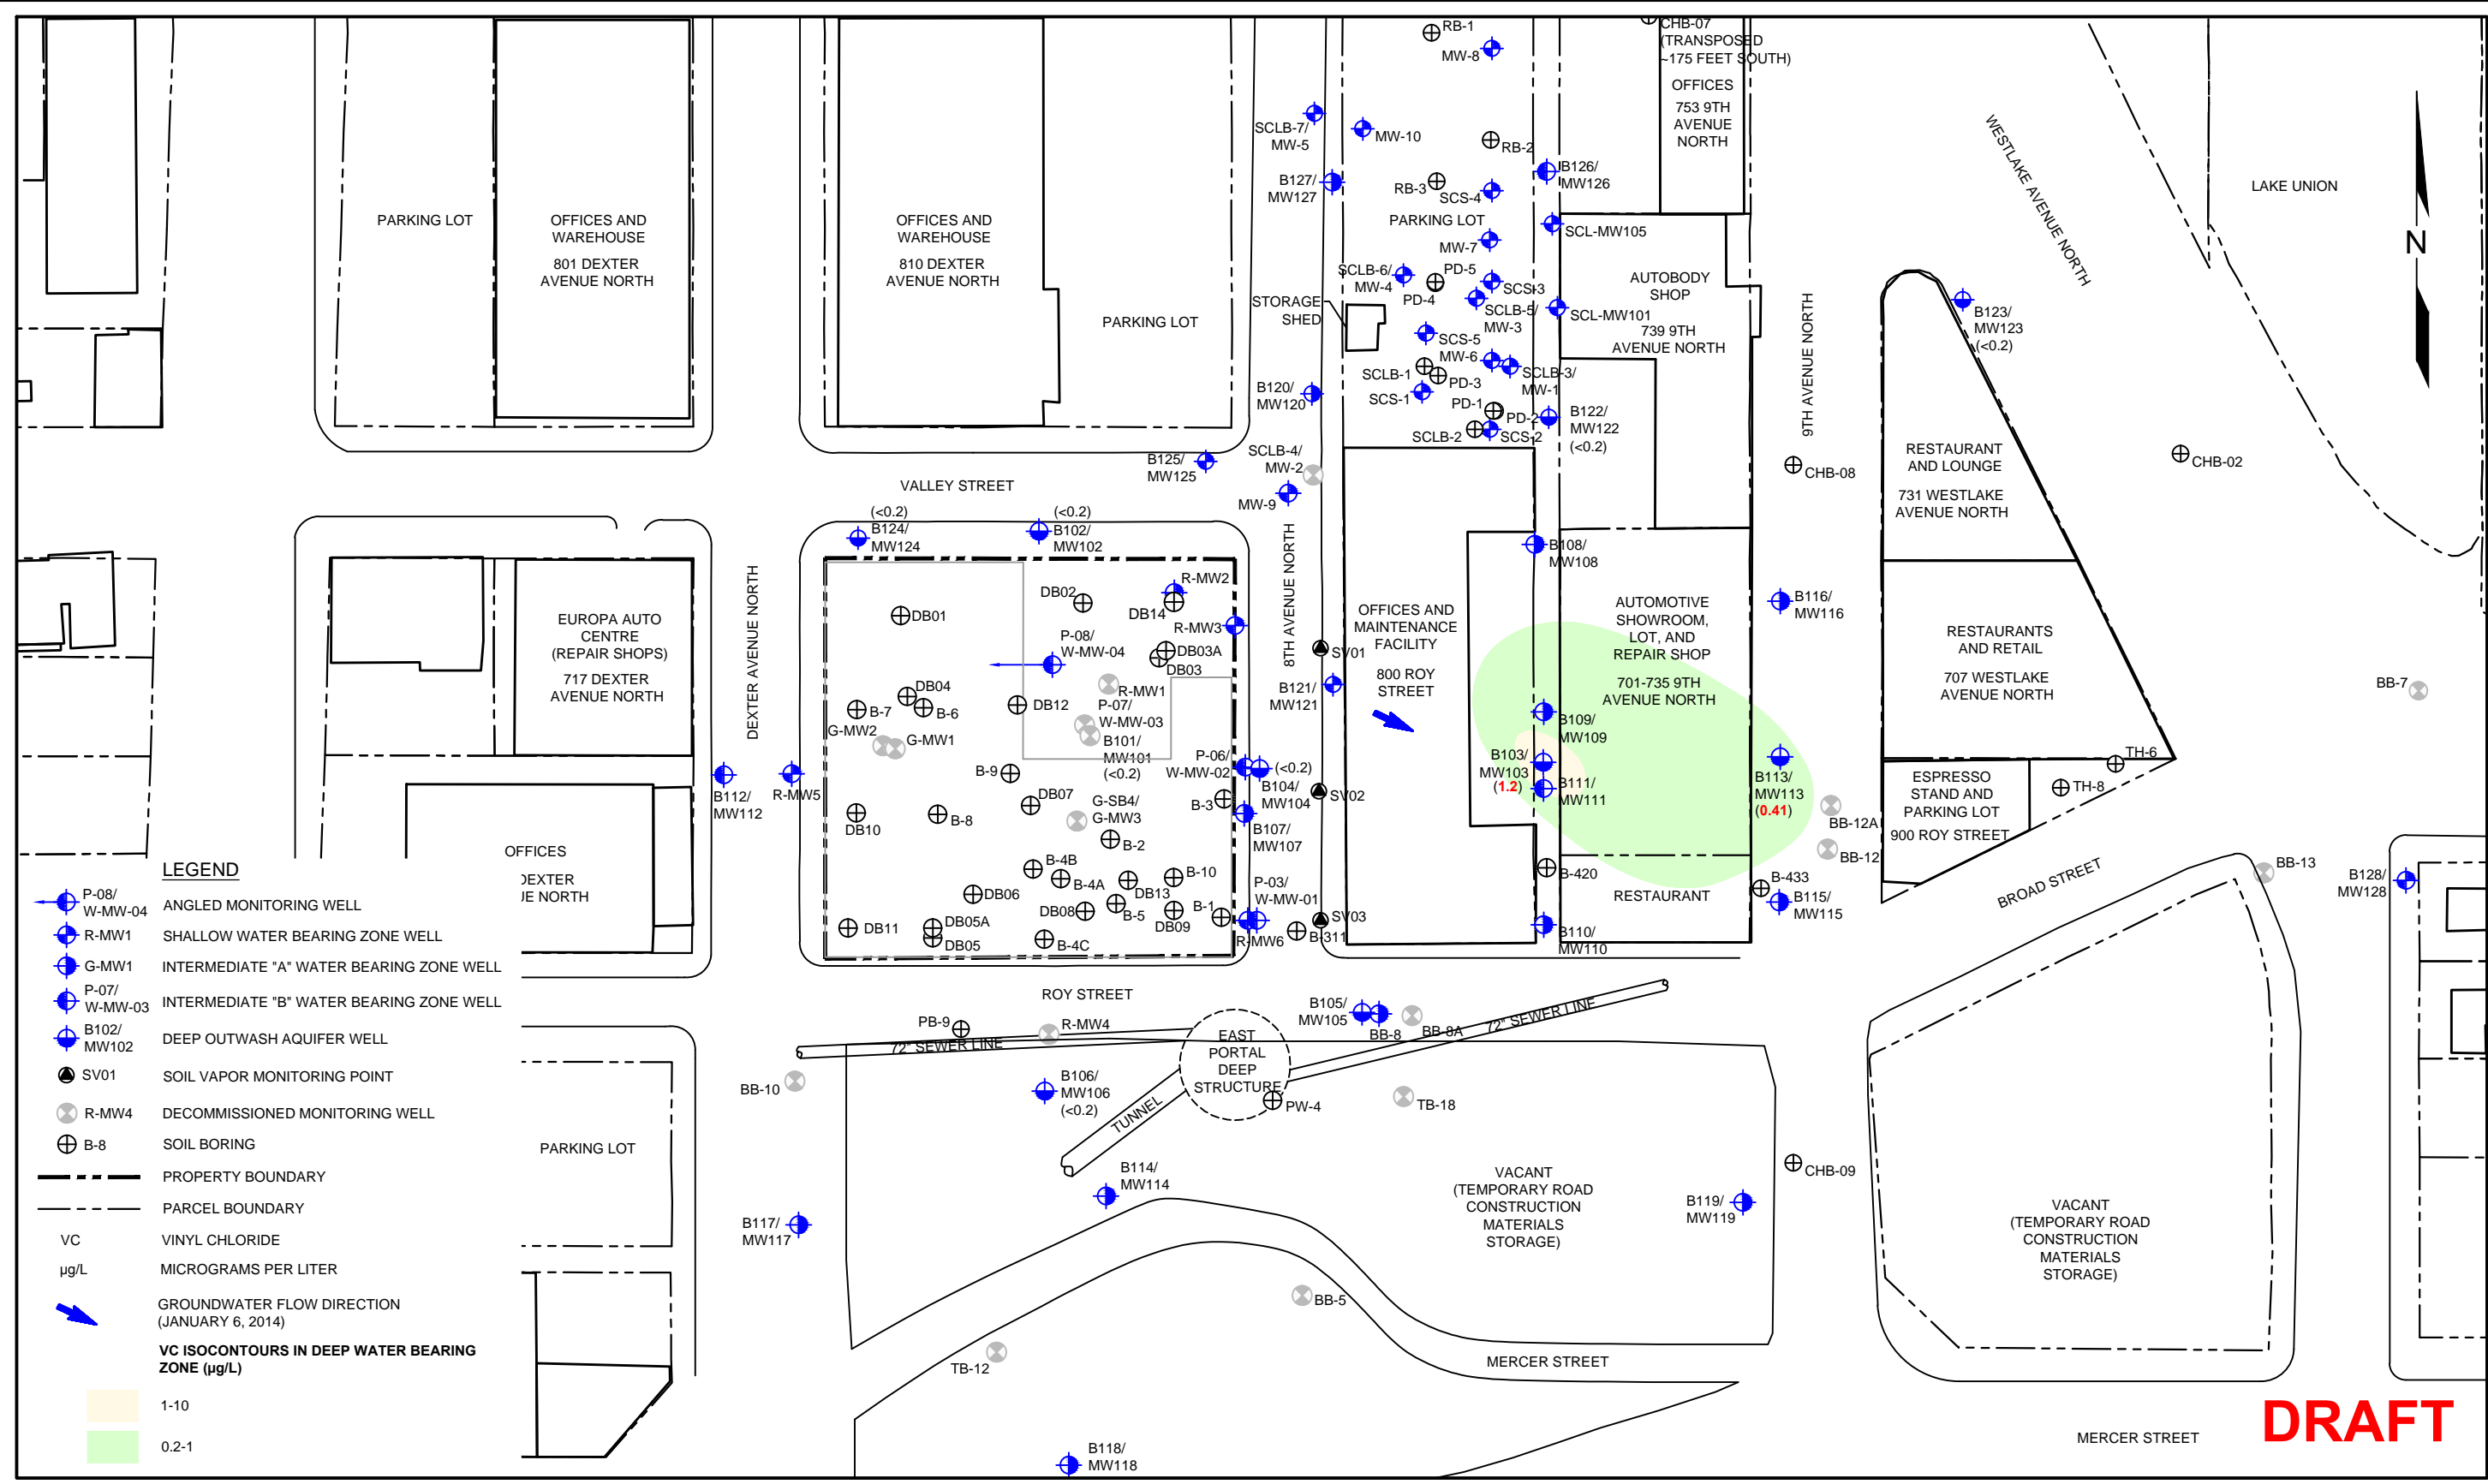 RB-1
MW-8
CHB-07
(TRANSPOSED
~175 FEET SOUTH)
OFFICES
753 9TH
AVENUE
NORTH
SCLB-7/
MW-5
MW-10
RB-2
B127/
MW127
RB-3
SCS-4
B126/
MW126
WESTLAKE AVENUE NORTH
LAKE UNION
N
PARKING LOT
OFFICES AND
WAREHOUSE
801 DEXTER
AVENUE NORTH
OFFICES AND
WAREHOUSE
810 DEXTER
AVENUE NORTH
PARKING LOT
PARKING LOT
MW-7
SCL-MW105
SCLB-6/
MW-4
PD-5
PD-4
SCS-3
SCLB-5/
MW-3
STORAGE
SHED
SCL-MW101
AUTOBODY
SHOP
739 9TH
AVENUE NORTH
9TH AVENUE NORTH
B123/
MW123
(<0.2)
SCS-5
MW-6
SCLB-1
PD-3
SCLB-3/
MW-1
B120/
MW120
SCS-1
PD-1
PD-2
SCLB-2
SCS-2
B122/
MW122
(<0.2)
RESTAURANT
AND LOUNGE
731 WESTLAKE
AVENUE NORTH
CHB-08
CHB-02
B125/
MW125
SCLB-4/
MW-2
MW-9
VALLEY STREET
(<0.2)
B124/
MW124
(<0.2)
B102/
MW102
B108/
MW108
DEXTER AVENUE NORTH
8TH AVENUE NORTH
EUROPA AUTO
CENTRE
(REPAIR SHOPS)
717 DEXTER
AVENUE NORTH
DB01
DB02
R-MW2
DB14
R-MW3
P-08/
W-MW-04
DB03A
DB03
SV01
OFFICES AND
MAINTENANCE
FACILITY
800 ROY
STREET
AUTOMOTIVE
SHOWROOM,
LOT, AND
REPAIR SHOP
701-735 9TH
AVENUE NORTH
B116/
MW116
RESTAURANTS
AND RETAIL
707 WESTLAKE
AVENUE NORTH
BB-7
DB04
B-7
B-6
DB12
R-MW1
P-07/
W-MW-03
B101/
MW101
(<0.2)
G-MW2
G-MW1
B121/
MW121
B109/
MW109
B103/
MW103
(1.2)
B111/
MW111
B113/
MW113
(0.41)
TH-6
TH-8
ESPRESSO
STAND AND
PARKING LOT
900 ROY STREET
B112/
MW112
R-MW5
B-9
P-06/
W-MW-02
(<0.2)
B104/
MW104
SV02
DB07
G-SB4/
G-MW3
B-3
DB10
B-8
B-2
B107/
MW107
BB-12A
BB-12
BB-13
B128/
MW128
BROAD STREET
OFFICES
DEXTER
UE NORTH
B-4B
B-4A
DB13
B-10
B-420
B-433
B115/
MW115
RESTAURANT
P-03/
W-MW-01
DB06
DB08
B-5
DB09
B-1
SV03
DB11
DB05A
DB05
B-4C
R-MW6
B-311
B110/
MW110
ROY STREET
PB-9
R-MW4
72" SEWER LINE
EAST
PORTAL
DEEP
STRUCTURE
B105/
MW105
BB-8
BB-8A
72" SEWER LINE
BB-10
B106/
MW106
(<0.2)
TUNNEL
PW-4
TB-18
PARKING LOT
B114/
MW114
B117/
MW117
VACANT
(TEMPORARY ROAD
CONSTRUCTION
MATERIALS
STORAGE)
B119/
MW119
CHB-09
VACANT
(TEMPORARY ROAD
CONSTRUCTION
MATERIALS
STORAGE)
BB-5
TB-12
MERCER STREET
B118/
MW118
MERCER STREET
DRAFT
LEGEND
P-08/
W-MW-04
ANGLED MONITORING WELL
R-MW1
SHALLOW WATER BEARING ZONE WELL
G-MW1
INTERMEDIATE "A" WATER BEARING ZONE WELL
P-07/
W-MW-03
INTERMEDIATE "B" WATER BEARING ZONE WELL
B102/
MW102
DEEP OUTWASH AQUIFER WELL
SV01
SOIL VAPOR MONITORING POINT
R-MW4
DECOMMISSIONED MONITORING WELL
B-8
SOIL BORING
PROPERTY BOUNDARY
PARCEL BOUNDARY
VC
VINYL CHLORIDE
µg/L
MICROGRAMS PER LITER
GROUNDWATER FLOW DIRECTION
(JANUARY 6, 2014)
VC ISOCONTOURS IN DEEP WATER BEARING
ZONE (µg/L)
1-10
0.2-1